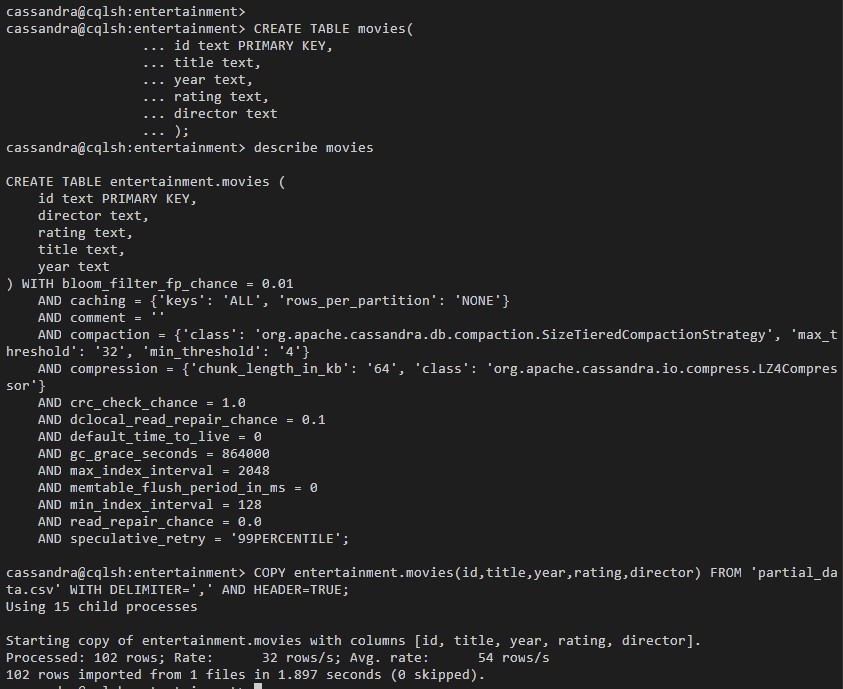 cassandra@cqlsh:entertainment>
cassandra@cqlsh:entertainment> CREATE TABLE movies(
                 ... id text PRIMARY KEY,
                 ... title text,
                 ... year text,
                 ... rating text,
                 ... director text
                 ... );
cassandra@cqlsh:entertainment> describe movies

CREATE TABLE entertainment.movies (
    id text PRIMARY KEY,
    director text,
    rating text,
    title text,
    year text
) WITH bloom_filter_fp_chance = 0.01
    AND caching = {'keys': 'ALL', 'rows_per_partition': 'NONE'}
    AND comment = ''
    AND compaction = {'class': 'org.apache.cassandra.db.compaction.SizeTieredCompactionStrategy', 'max_t
hreshold': '32', 'min_threshold': '4'}
    AND compression = {'chunk_length_in_kb': '64', 'class': 'org.apache.cassandra.io.compress.LZ4Compres
sor'}
    AND crc_check_chance = 1.0
    AND dclocal_read_repair_chance = 0.1
    AND default_time_to_live = 0
    AND gc_grace_seconds = 864000
    AND max_index_interval = 2048
    AND memtable_flush_period_in_ms = 0
    AND min_index_interval = 128
    AND read_repair_chance = 0.0
    AND speculative_retry = '99PERCENTILE';

cassandra@cqlsh:entertainment> COPY entertainment.movies(id,title,year,rating,director) FROM 'partial_da
ta.csv' WITH DELIMITER=',' AND HEADER=TRUE;
Using 15 child processes

Starting copy of entertainment.movies with columns [id, title, year, rating, director].
Processed: 102 rows; Rate:      32 rows/s; Avg. rate:      54 rows/s
102 rows imported from 1 files in 1.897 seconds (0 skipped).